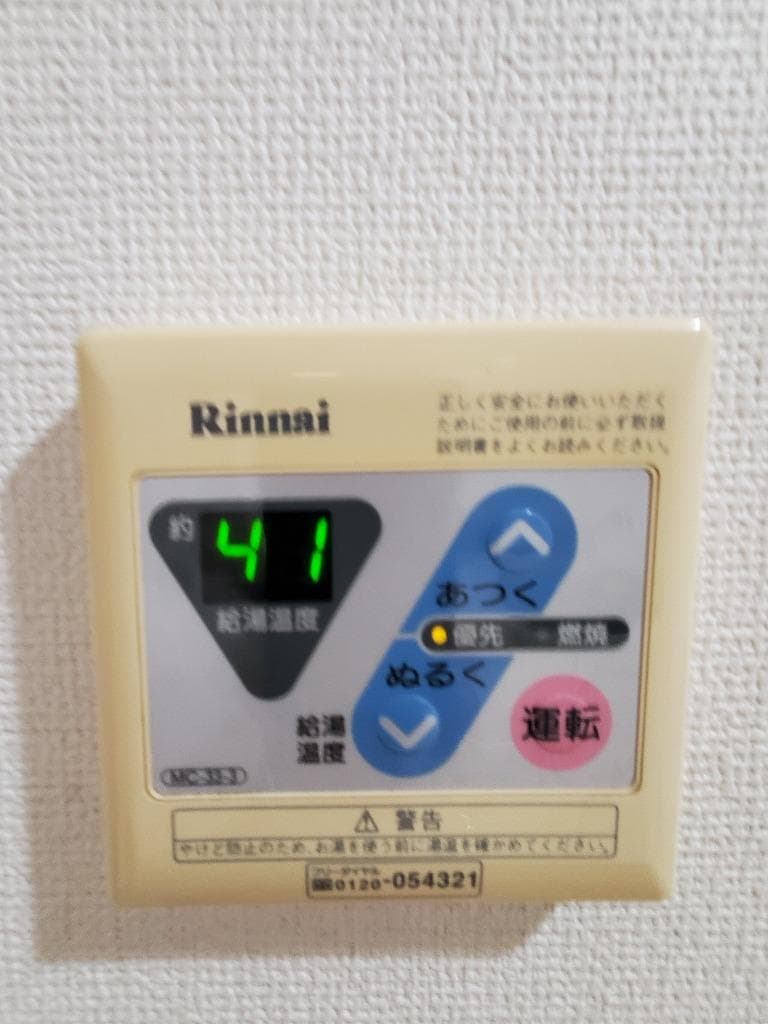 Rinnai
正しく安全にお使いいただく
ためにご使用の前に必ず取扱
説明書をよくお読みください。
約 41
給湯温度
あつく
優先 燃焼
ぬるく
給湯
温度
運転
MC-33-3
⚠ 警告
やけど防止のため、お湯を使う前に湯温を確かめてください。
フリーダイヤル
0120-054321